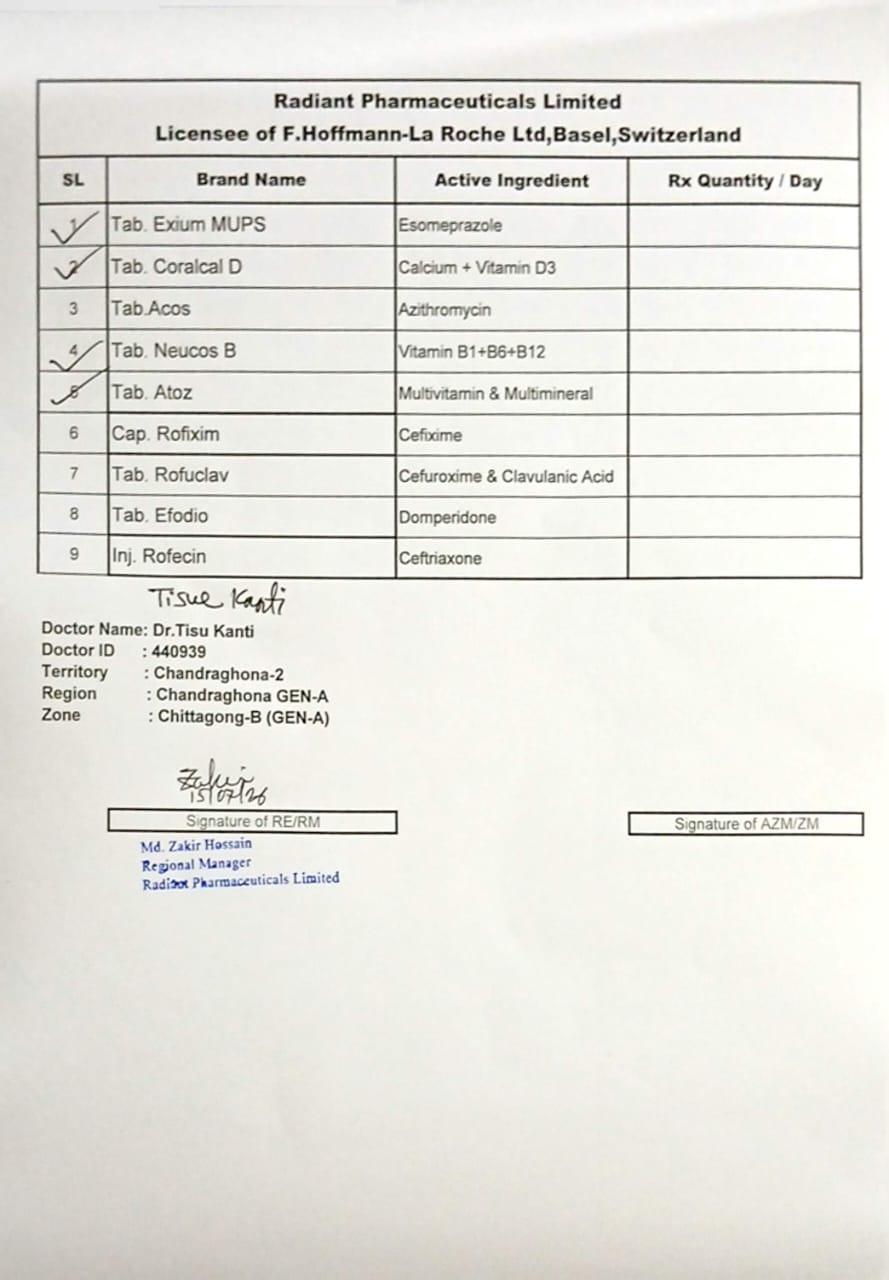 Radiant Pharmaceuticals Limited
Licensee of F.Hoffmann-La Roche Ltd,Basel,Switzerland
SL Brand Name Active Ingredient Rx Quantity / Day
1 Tab. Exium MUPS Esomeprazole
2 Tab. Coralcal D Calcium + Vitamin D3
3 Tab.Acos Azithromycin
4 Tab. Neucos B Vitamin B1+B6+B12
5 Tab. Atoz Multivitamin & Multimineral
6 Cap. Rofixim Cefixime
7 Tab. Rofuclav Cefuroxime & Clavulanic Acid
8 Tab. Efodio Domperidone
9 Inj. Rofecin Ceftriaxone
Tisue Kanti
Doctor Name: Dr.Tisu Kanti
Doctor ID : 440939
Territory : Chandraghona-2
Region : Chandraghona GEN-A
Zone : Chittagong-B (GEN-A)
Zakir
15/07/26
Signature of RE/RM Signature of AZM/ZM
Md. Zakir Hossain
Regional Manager
Radiant Pharmaceuticals Limited